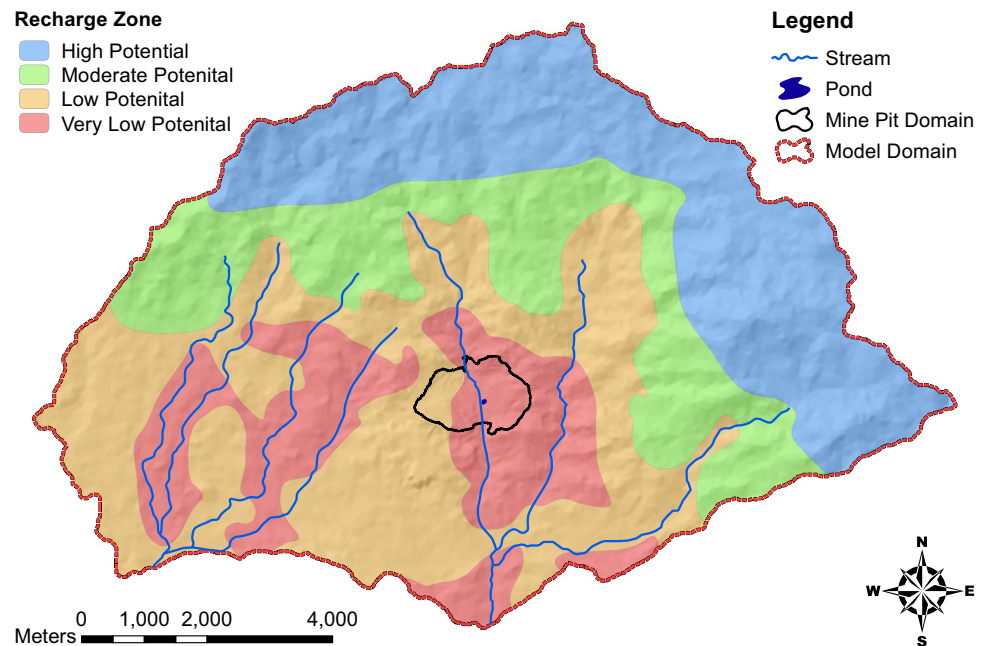 Recharge Zone
High Potential
Moderate Potenital
Low Potenital
Very Low Potenital
Legend
Stream
Pond
Mine Pit Domain
Model Domain
0 1,000 2,000 4,000
Meters
N
W E
S